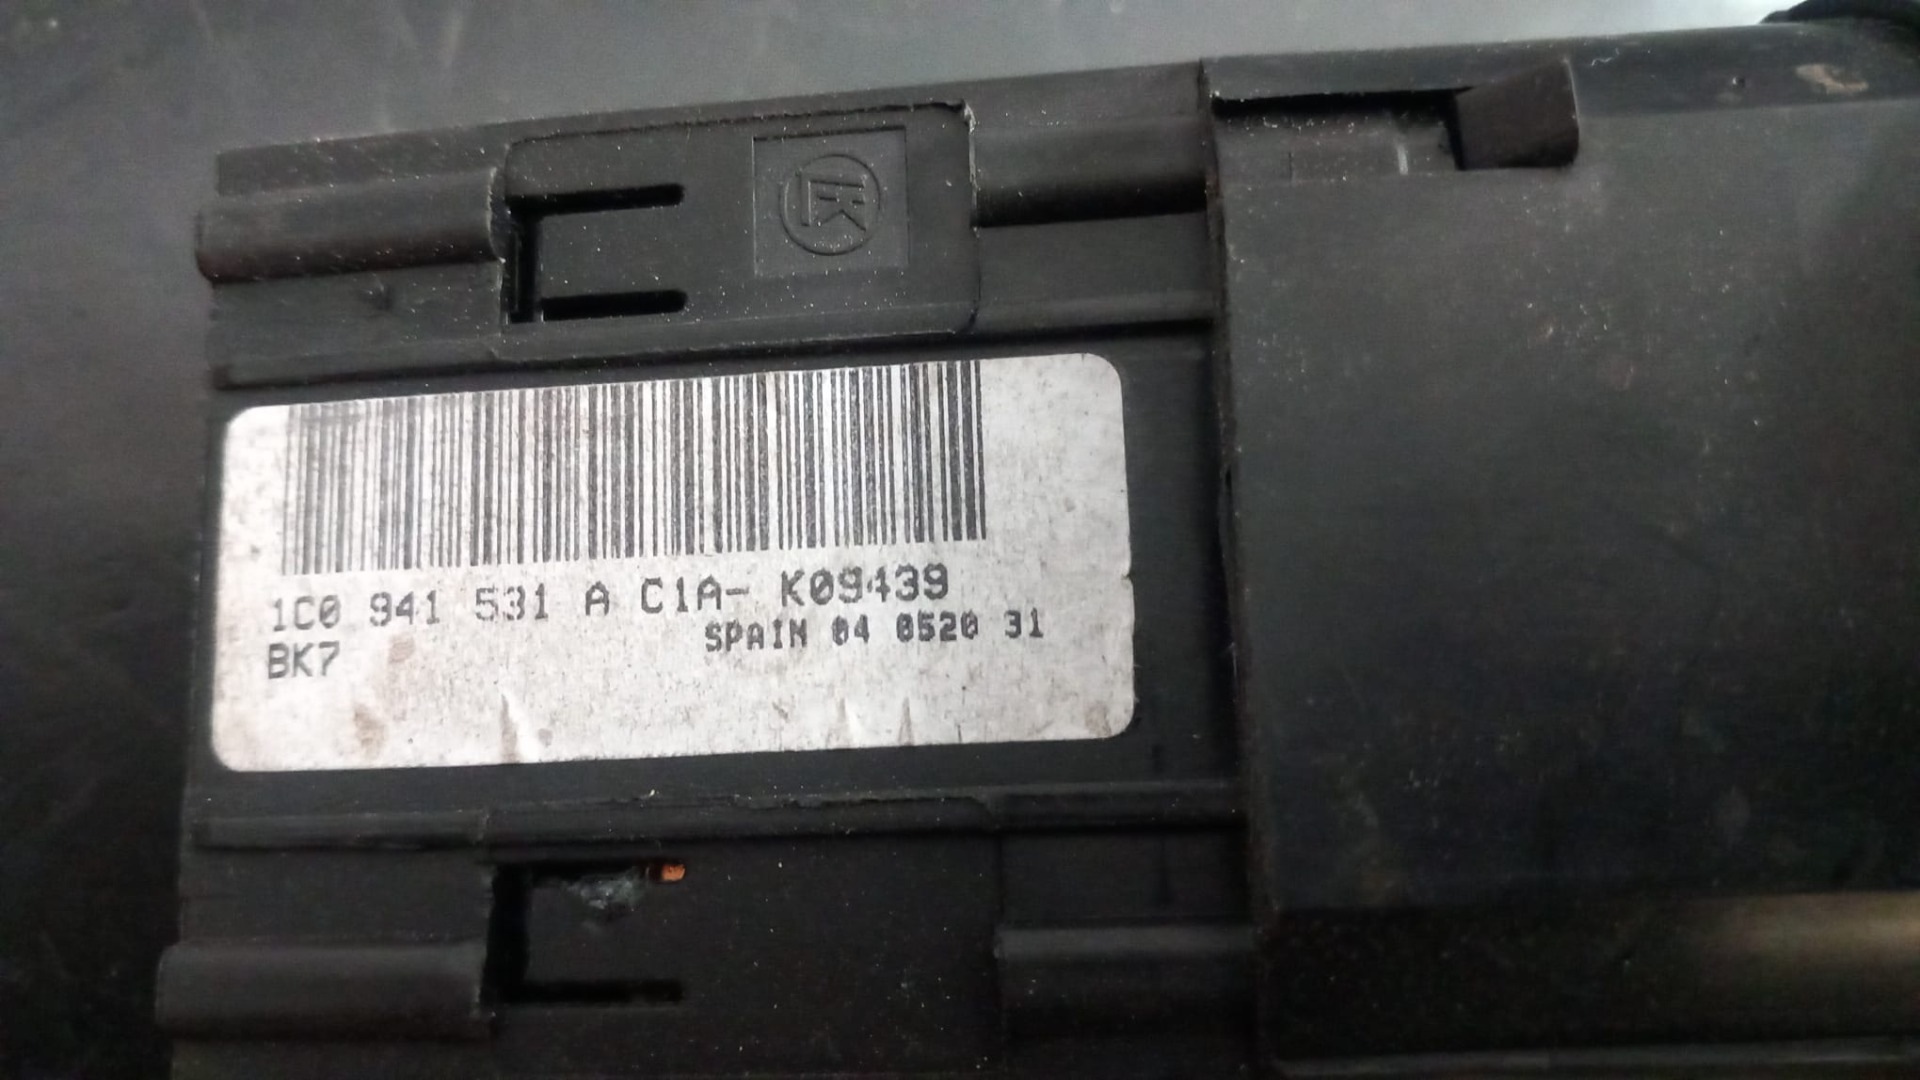 1C0 941 531 A C1A- K09439
SPAIN 04 0520 31
BK7